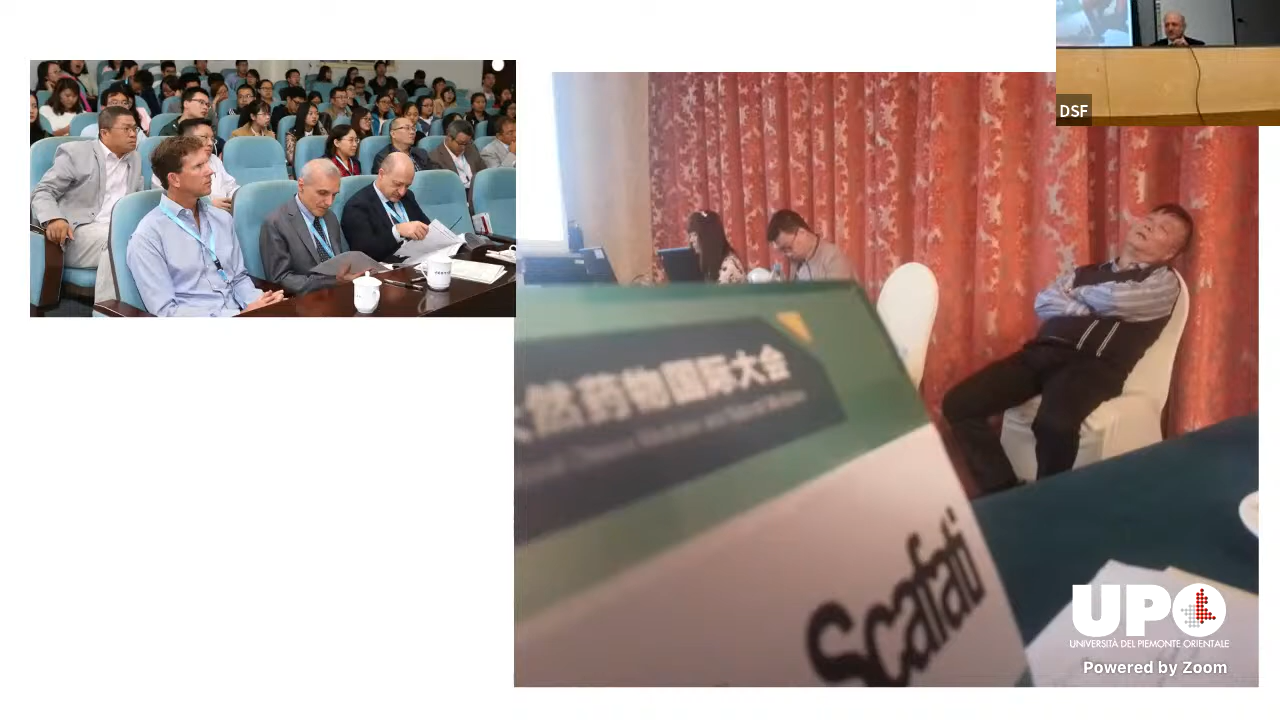 DSF
然药物国际大会
Scafati
UPO
UNIVERSITÀ DEL PIEMONTE ORIENTALE
Powered by Zoom